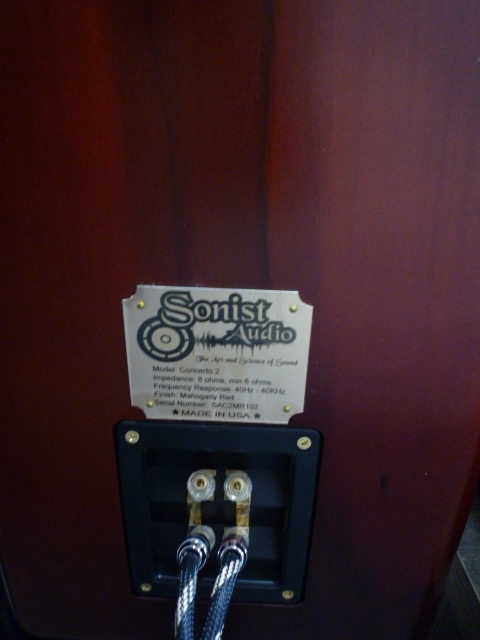 Sonist
Audio
The Art and Science of Sound
Model: Concerto 2
Impedance: 8 ohms, min 6 ohms
Frequency Response: 40Hz - 40KHz
Finish: Mahogany Red
Serial Number: SAC2MR102
★ MADE IN USA ★